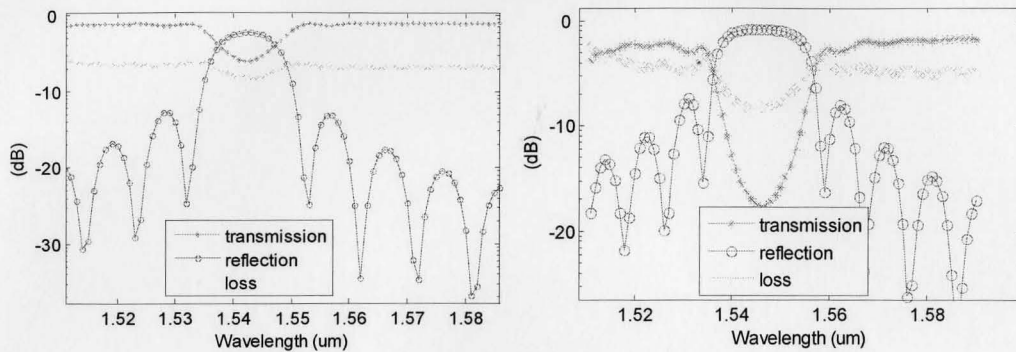 0
-10
-20
-30
(dB)
transmission
reflection
loss
1.52 1.53 1.54 1.55 1.56 1.57 1.58
Wavelength (um)
0
-10
-20
(dB)
transmission
reflection
loss
1.52 1.54 1.56 1.58
Wavelength (um)